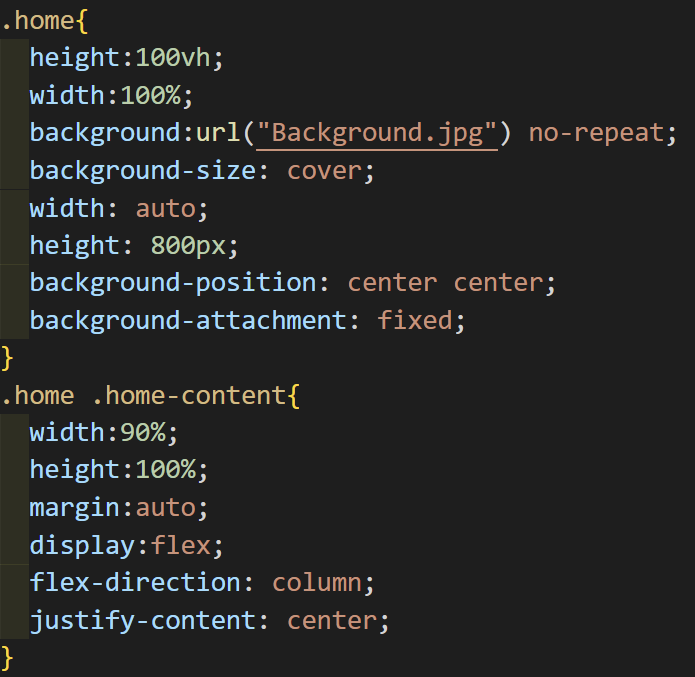 .home{
height:100vh;
width:100%;
background:url("Background.jpg") no-repeat;
background-size: cover;
width: auto;
height: 800px;
background-position: center center;
background-attachment: fixed;
}
.home .home-content{
width:90%;
height:100%;
margin:auto;
display:flex;
flex-direction: column;
justify-content: center;
}